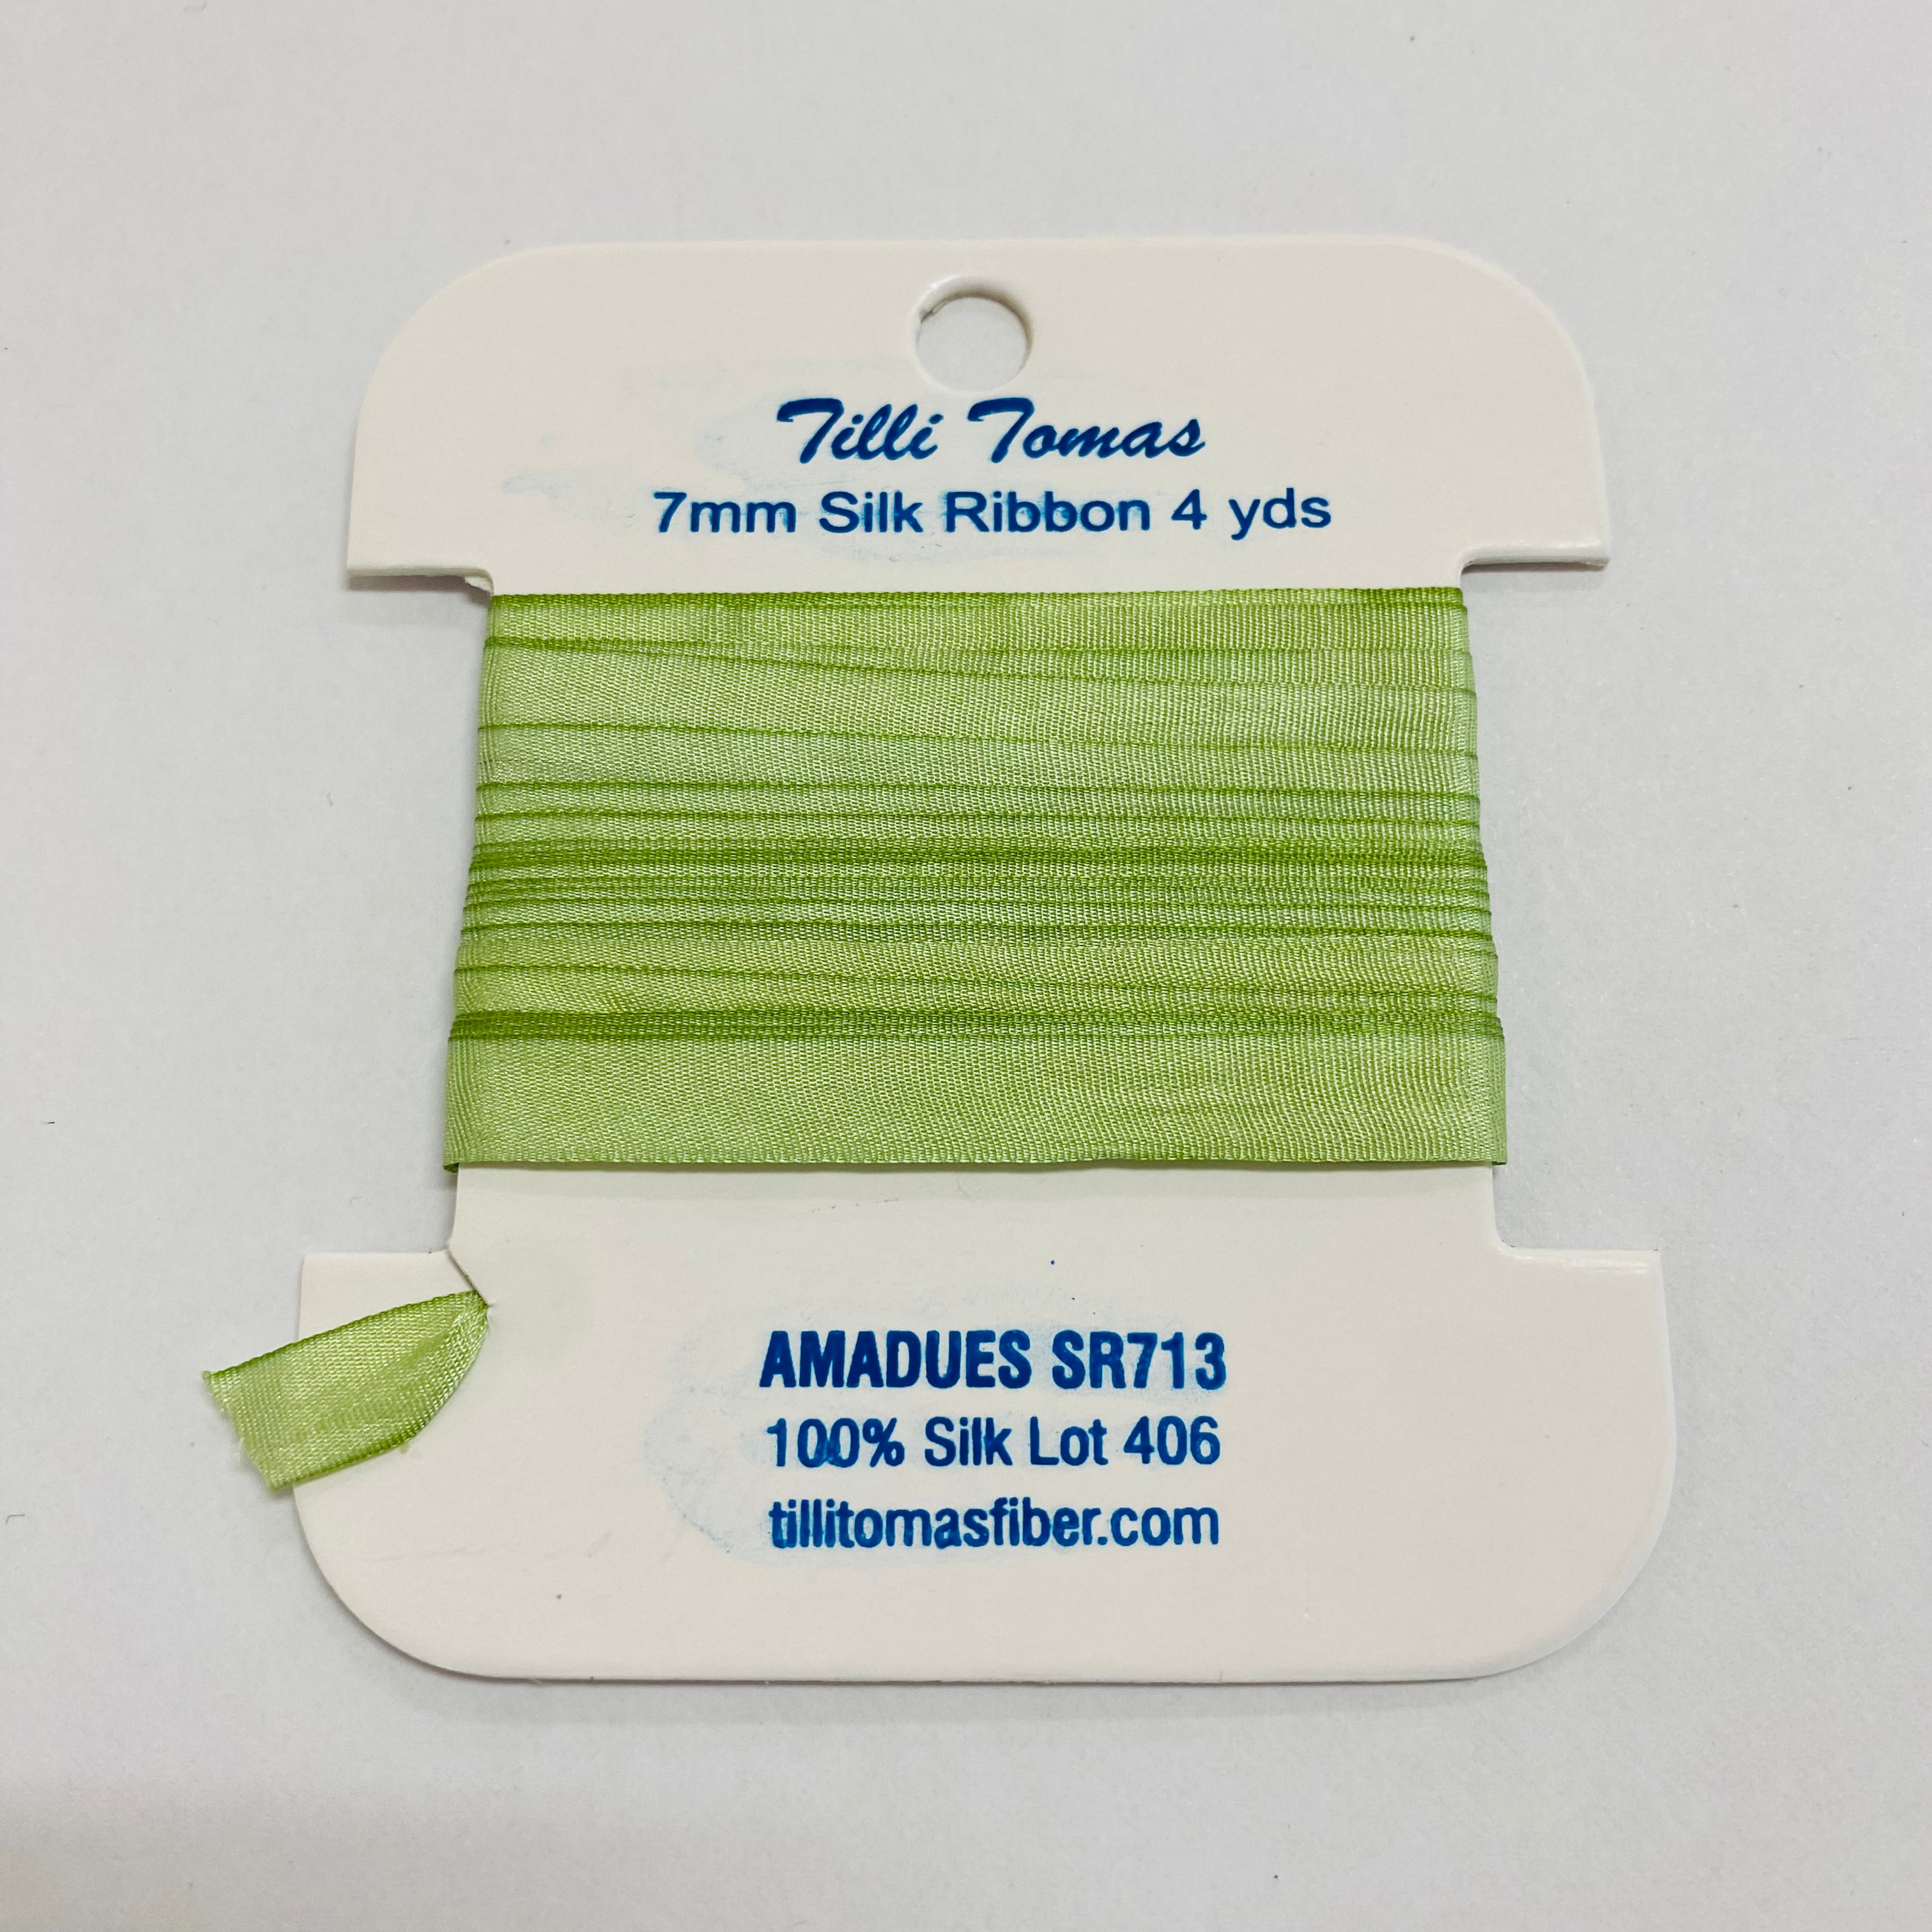 Tilli Tomas
7mm Silk Ribbon 4 yds
AMADUES SR713
100% Silk Lot 406
tillitomasfiber.com